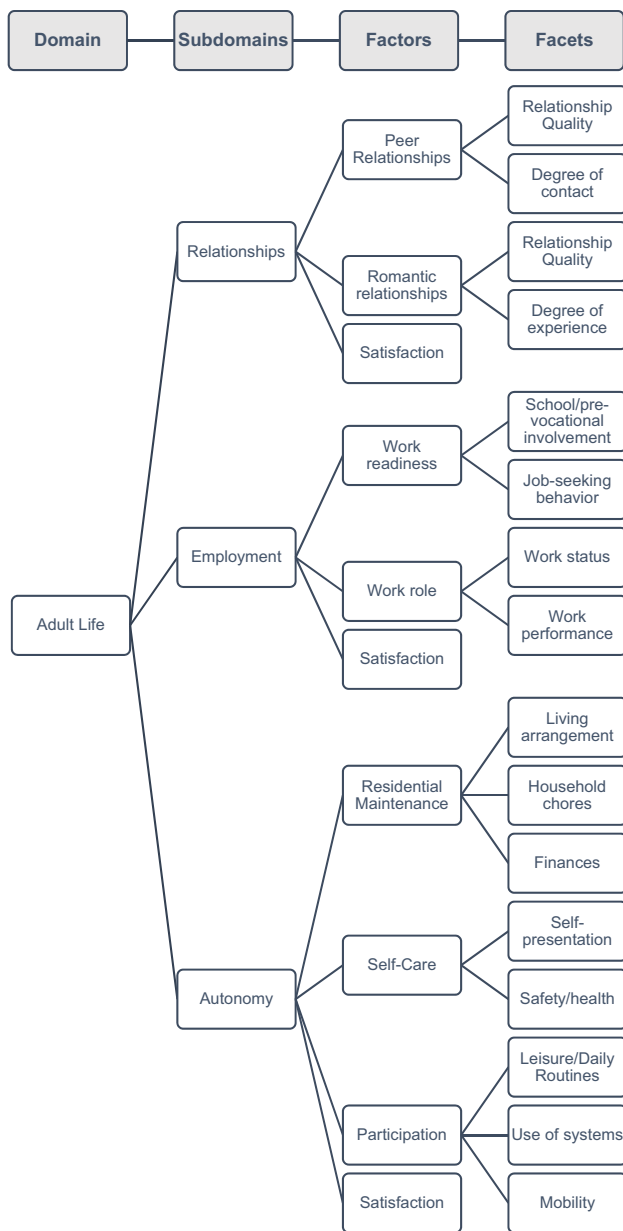 Domain
Subdomains
Factors
Facets
Relationship
Quality
Peer
Relationships
Degree of
contact
Relationships
Relationship
Quality
Romantic
relationships
Degree of
experience
Satisfaction
School/pre-
vocational
involvement
Work
readiness
Job-seeking
behavior
Employment
Work status
Work role
Adult Life
Work
performance
Satisfaction
Living
arrangement
Residential
Maintenance
Household
chores
Finances
Self-
presentation
Self-Care
Autonomy
Safety/health
Leisure/Daily
Routines
Participation
Use of systems
Satisfaction
Mobility